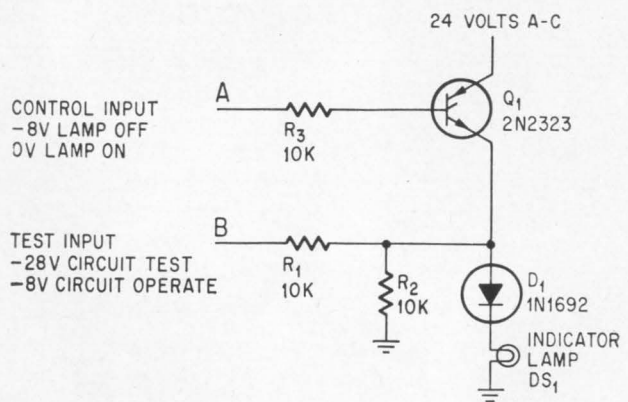 24 VOLTS A-C
A
Q1
2N2323
CONTROL INPUT
-8V LAMP OFF
0V LAMP ON
R3
10K
B
TEST INPUT
-28V CIRCUIT TEST
-8V CIRCUIT OPERATE
R1
10K
R2
10K
D1
1N1692
INDICATOR
LAMP
DS1